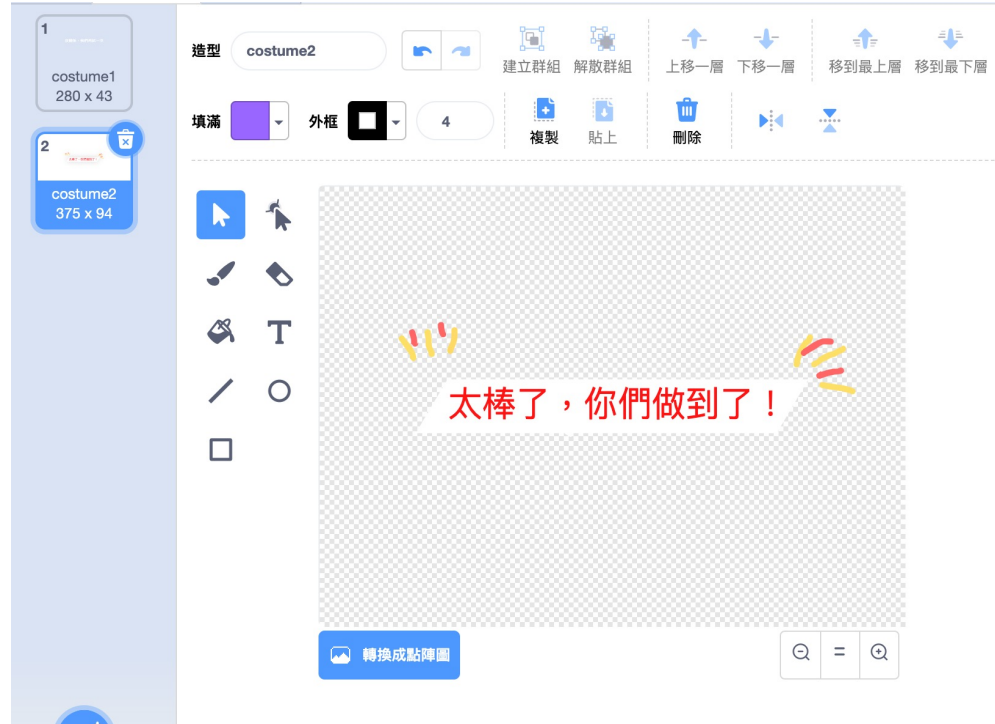 1
costume1
280 x 43
2
costume2
375 x 94
造型 costume2
建立群組 解散群組 上移一層 下移一層 移到最上層 移到最下層
填滿 外框 4 複製 貼上 刪除
T
太棒了，你們做到了！
轉換成點陣圖